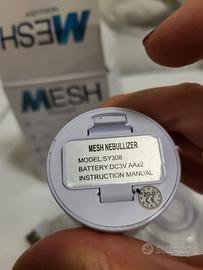 MESH
MESH
MESH NEBULLIZER
MODEL:SY308
BATTERY:DC3V AAx2
INSTRUCTION MANUAL